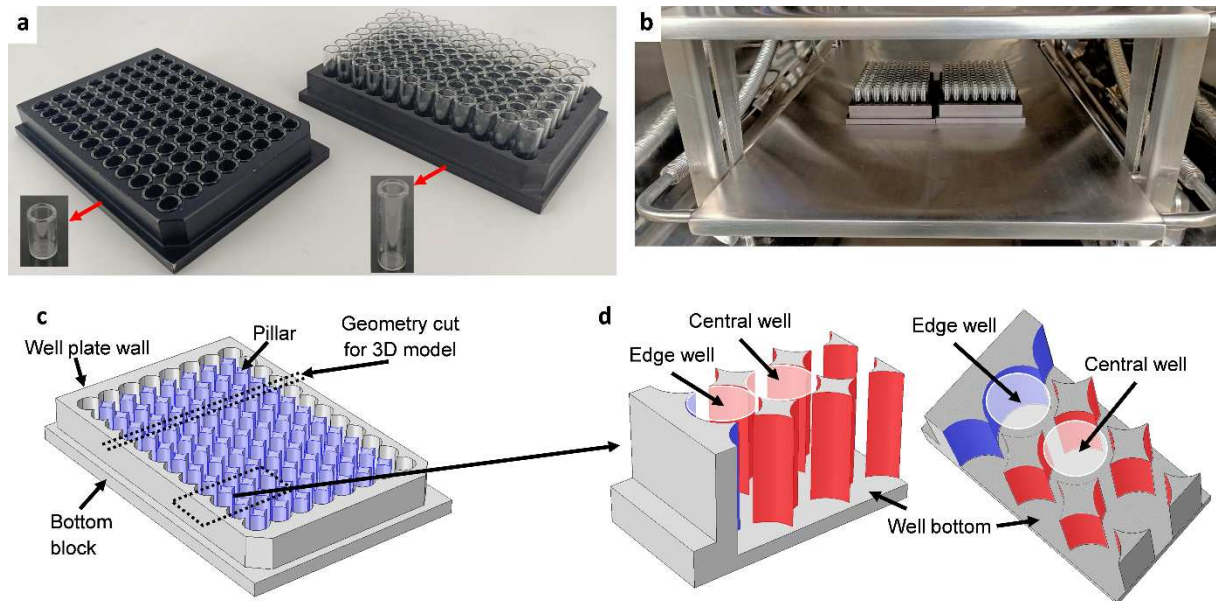 a
b
c
Well plate wall
Pillar
Geometry cut
for 3D model
Bottom
block
d
Central well
Edge well
Edge well
Central well
Well bottom